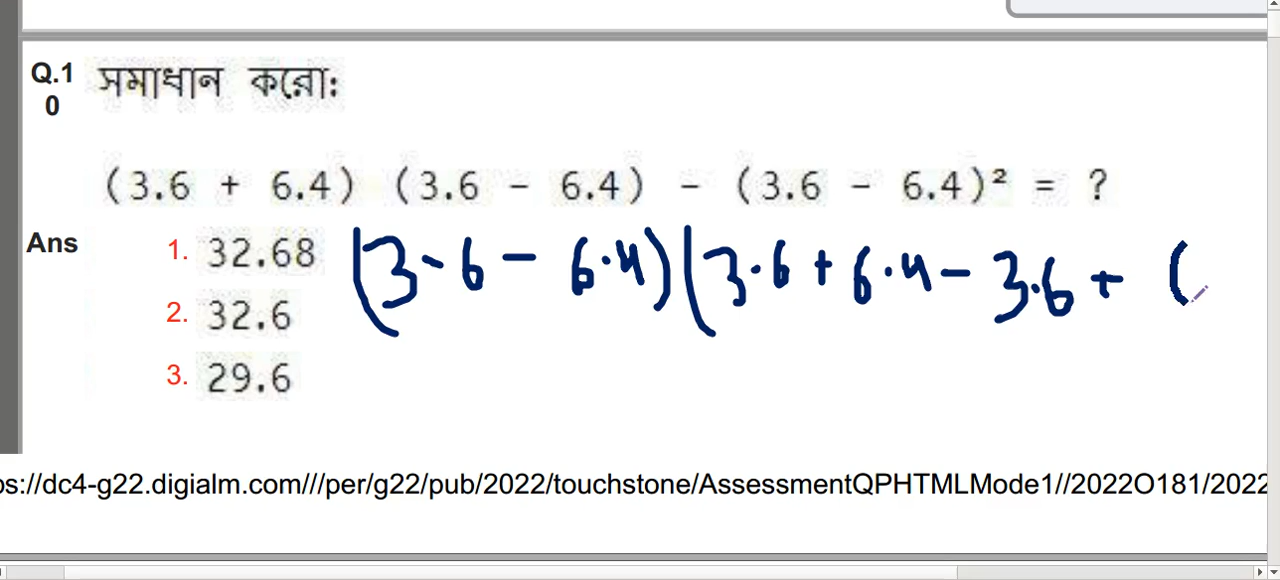 Q.1
0
সমাধান করো:
(3.6 + 6.4) (3.6 - 6.4) - (3.6 - 6.4)² = ?
Ans
1. 32.68
(3.6 - 6.4)(3.6 + 6.4 - 3.6 + (
2. 32.6
3. 29.6
os://dc4-g22.digialm.com///per/g22/pub/2022/touchstone/AssessmentQPHTMLMode1//2022O181/2022